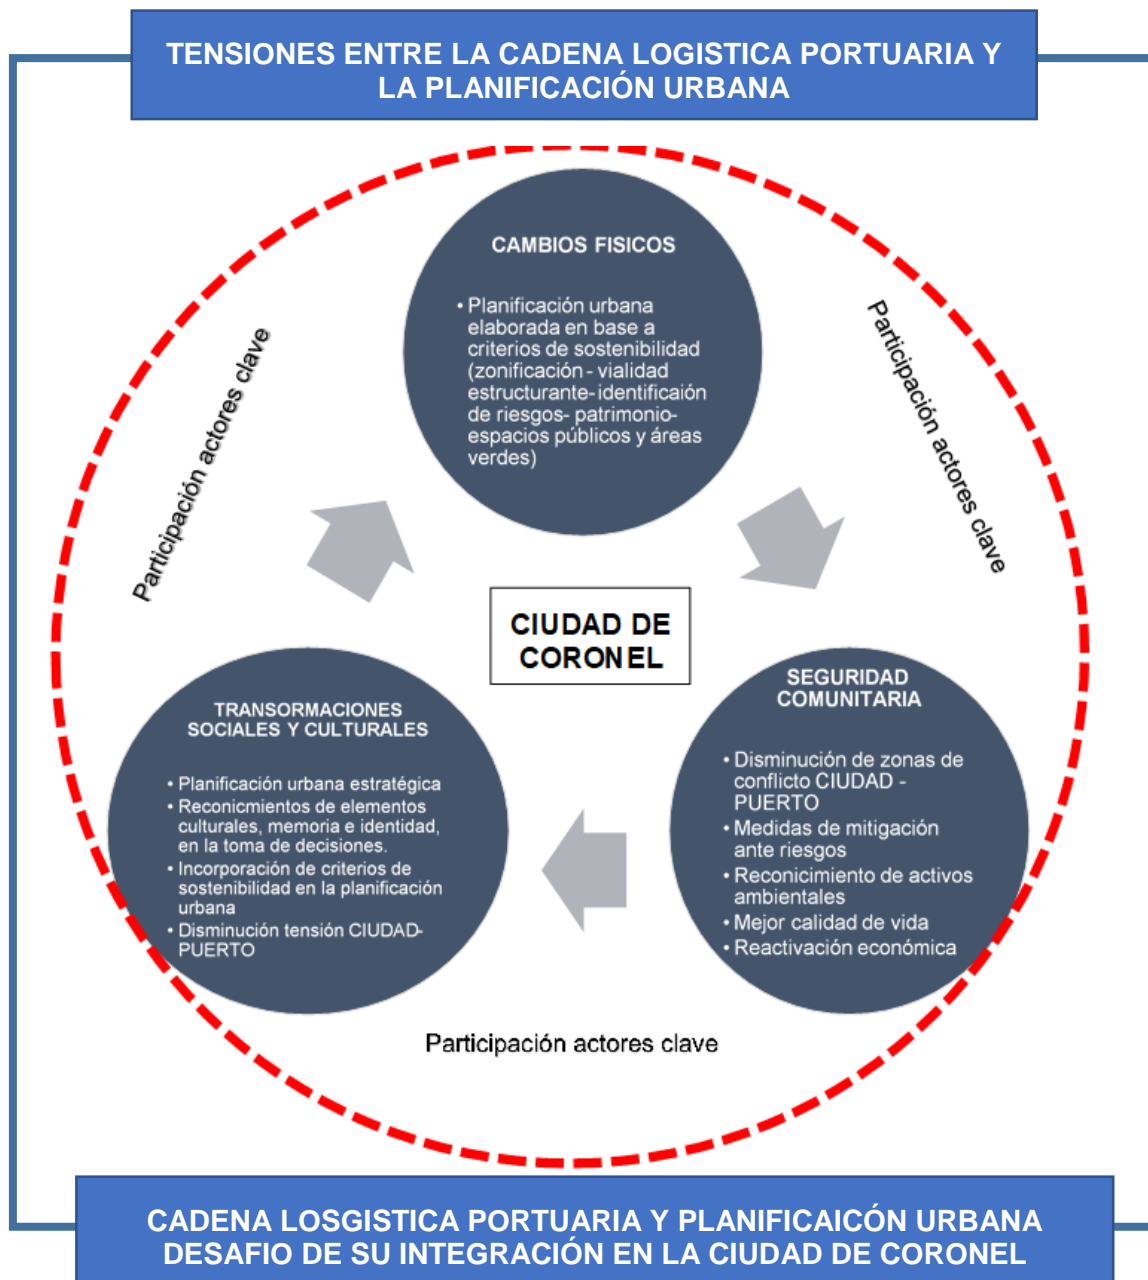 TENSIONES ENTRE LA CADENA LOGISTICA PORTUARIA Y
LA PLANIFICACIÓN URBANA
CAMBIOS FISICOS
• Planificación urbana
elaborada en base a
criterios de sostenibilidad
(zonificación - vialidad
estructurante- identificaión
de riesgos- patrimonio-
espacios públicos y áreas
verdes)
Participación actores clave
Participación actores clave
CIUDAD DE
CORONEL
SEGURIDAD
COMUNITARIA
• Disminución de zonas de
conflicto CIUDAD -
PUERTO
• Medidas de mitigación
ante riesgos
• Reconicimiento de activos
ambientales
• Mejor calidad de vida
• Reactivación económica
TRANSORMACIONES
SOCIALES Y CULTURALES
• Planificación urbana estratégica
• Reconicmientos de elementos
culturales, memoria e identidad,
en la toma de decisiones.
• Incorporación de criterios de
sostenibilidad en la planificación
urbana
• Disminución tensión CIUDAD-
PUERTO
Participación actores clave
CADENA LOSGISTICA PORTUARIA Y PLANIFICAICÓN URBANA
DESAFIO DE SU INTEGRACIÓN EN LA CIUDAD DE CORONEL